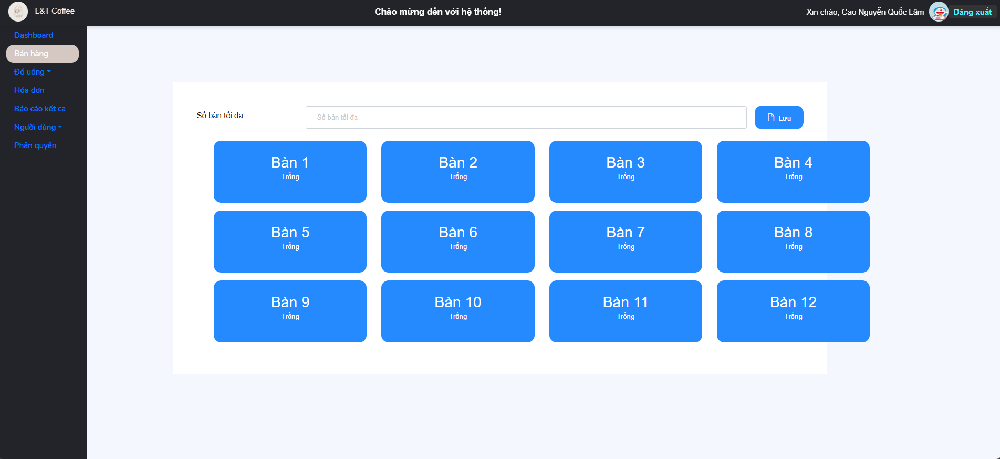 L&T Coffee
Chào mừng đến với hệ thống!
Xin chào, Cao Nguyễn Quốc Lâm
Đăng xuất
Dashboard
Bán hàng
Đồ uống
Hóa đơn
Báo cáo kết ca
Người dùng
Phân quyền
Số bàn tối đa:
Số bàn tối đa
Lưu
Bàn 1
Trống
Bàn 2
Trống
Bàn 3
Trống
Bàn 4
Trống
Bàn 5
Trống
Bàn 6
Trống
Bàn 7
Trống
Bàn 8
Trống
Bàn 9
Trống
Bàn 10
Trống
Bàn 11
Trống
Bàn 12
Trống